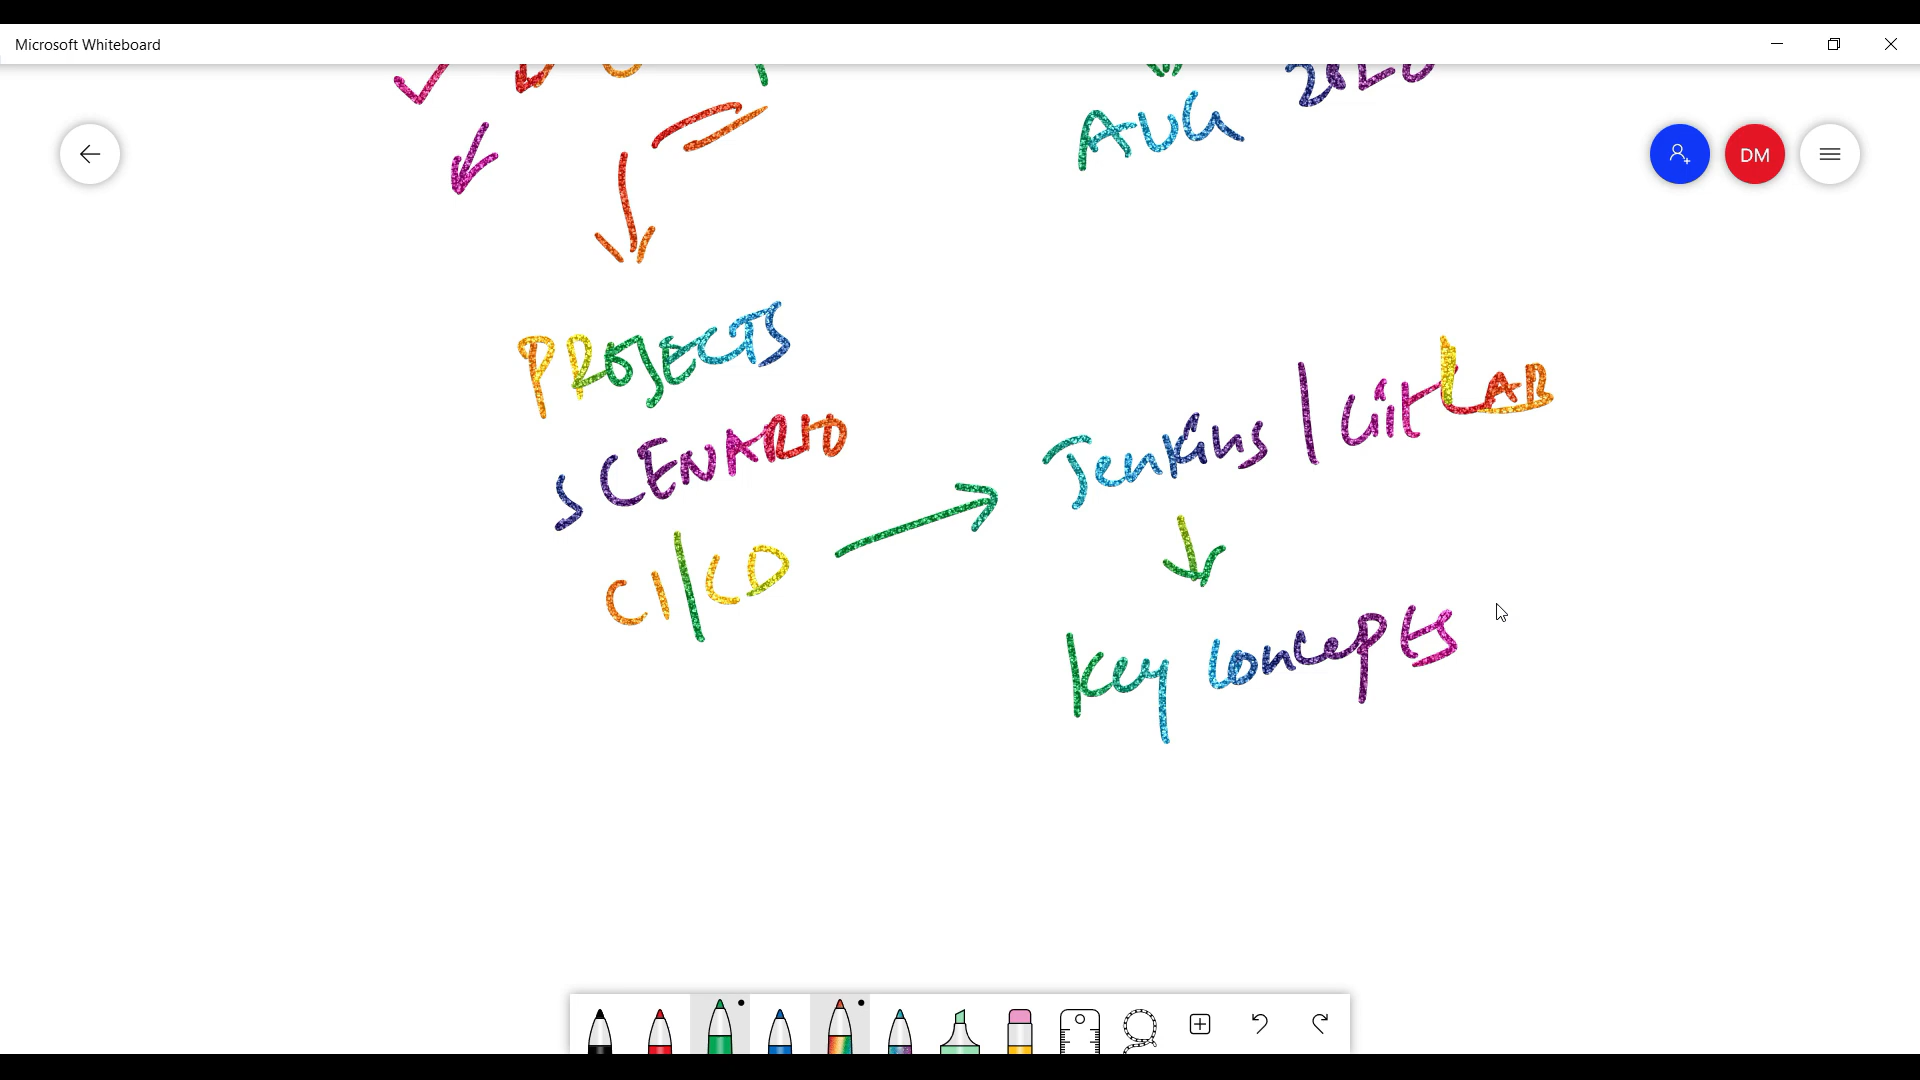 Microsoft Whiteboard
AUG
DM
PROJECTS
SCENARIO
Jenkins | GitLAB
CI/CD
Key Concepts